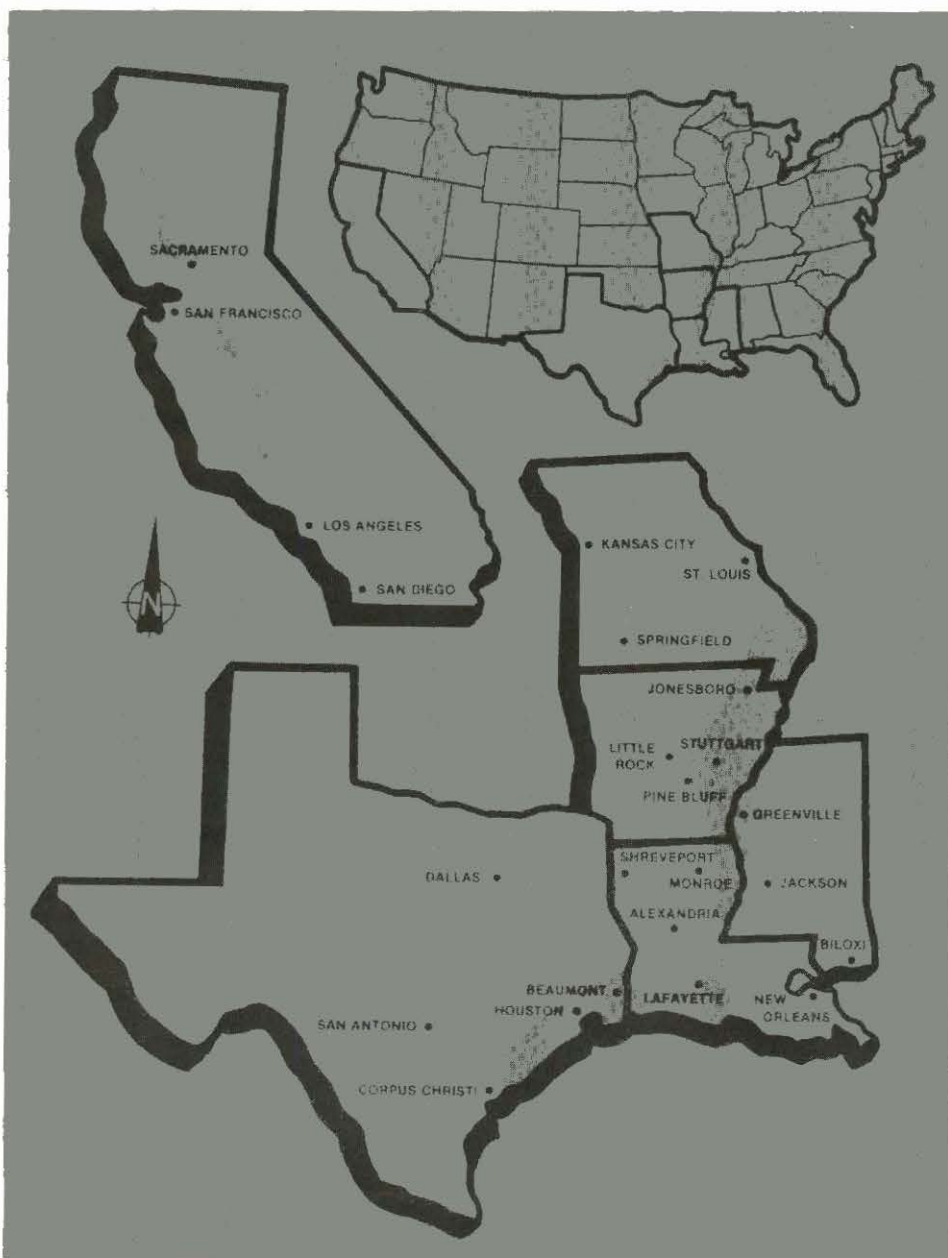 SACRAMENTO
SAN FRANCISCO
LOS ANGELES
SAN DIEGO
N
KANSAS CITY
ST. LOUIS
SPRINGFIELD
JONESBORO
LITTLE
ROCK
STUTTGART
PINE BLUFF
GREENVILLE
SHREVEPORT
MONROE
JACKSON
ALEXANDRIA
DALLAS
BILOXI
BEAUMONT
LAFAYETTE
NEW
ORLEANS
HOUSTON
SAN ANTONIO
CORPUS CHRISTI